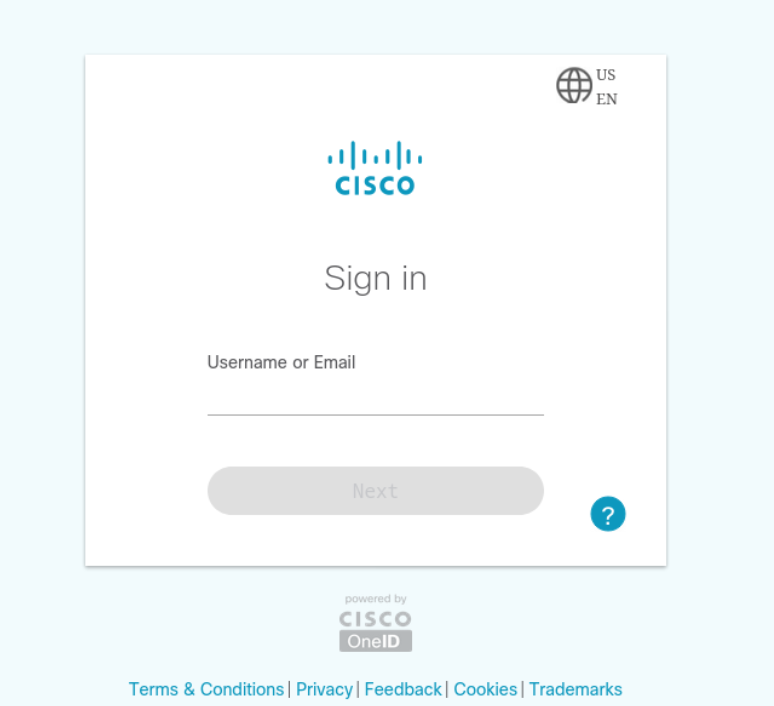 US
EN
CISCO
Sign in
Username or Email
Next
?
powered by
CISCO
OneID
Terms & Conditions| Privacy| Feedback| Cookies| Trademarks